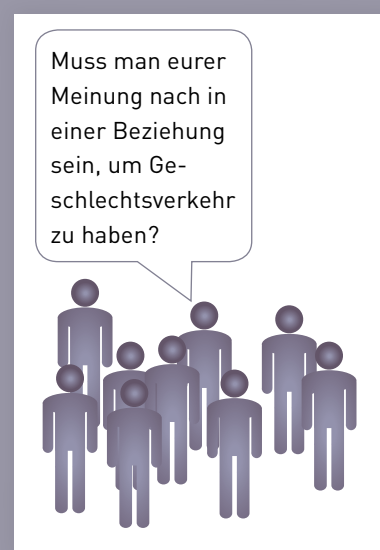 Muss man eurer
Meinung nach in
einer Beziehung
sein, um Ge-
schlechtsverkehr
zu haben?